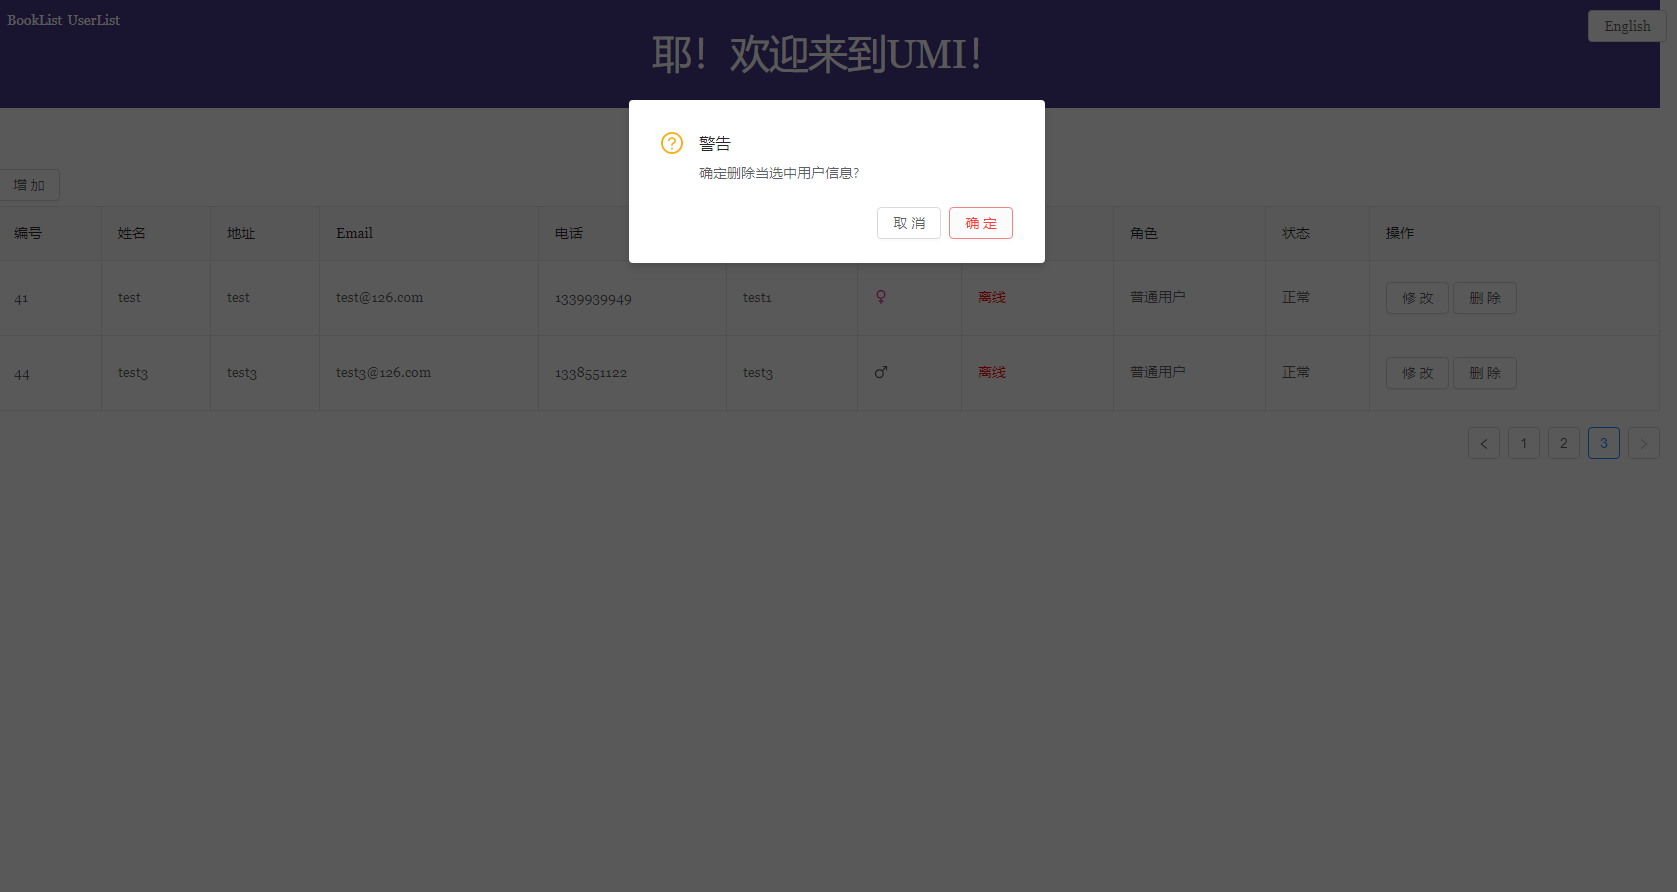 BookList UserList
English
耶！欢迎来到UMI！
警告
确定删除当选中用户信息?
取 消 确 定
增 加
编号 姓名 地址 Email 电话 角色 状态 操作
41 test test test@126.com 1339939949 test1 ♀ 离线 普通用户 正常 修 改 删 除
44 test3 test3 test3@126.com 1338551122 test3 ♂ 离线 普通用户 正常 修 改 删 除
< 1 2 3 >